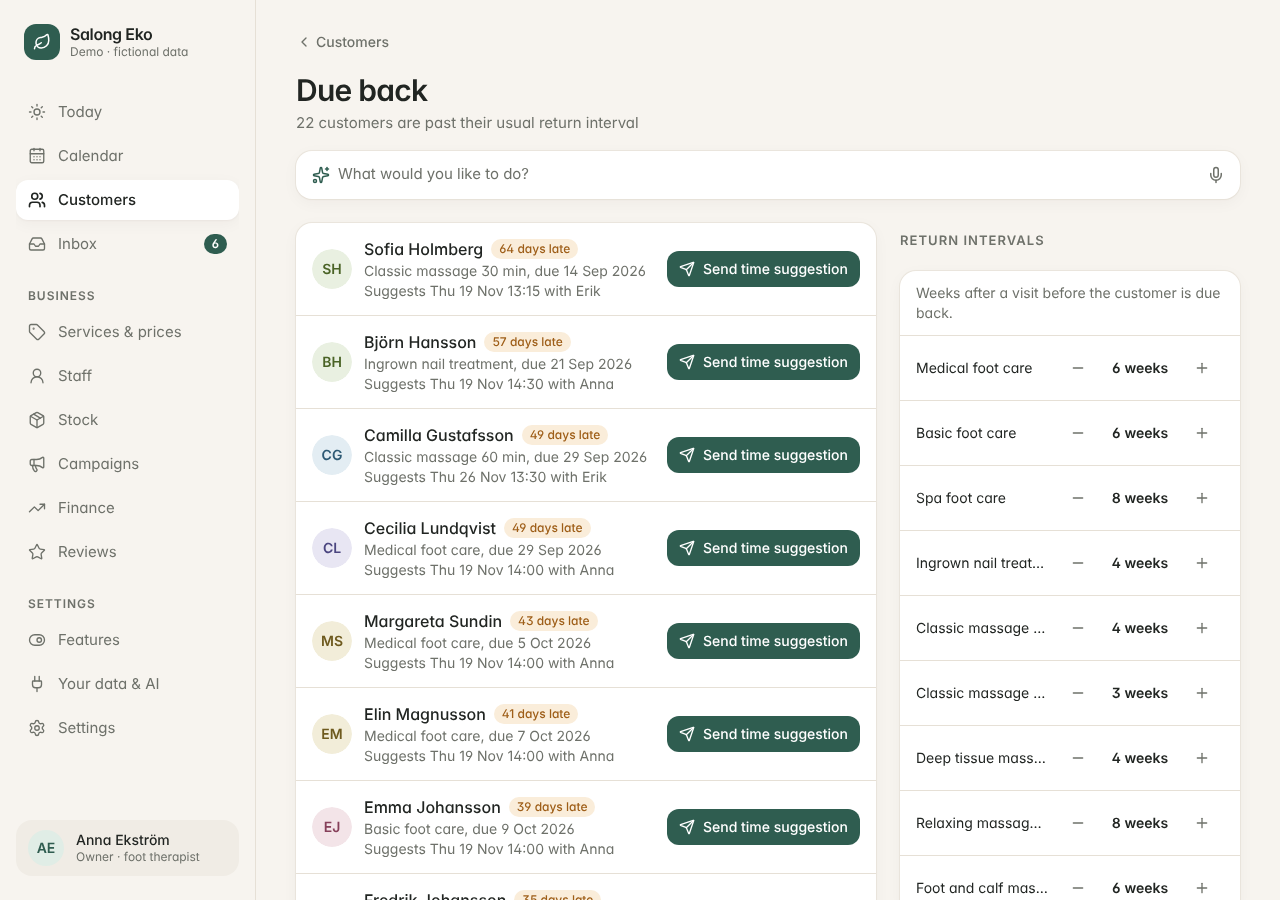 Salong Eko
Demo · fictional data
Today
Calendar
Customers
Inbox
6
BUSINESS
Services & prices
Staff
Stock
Campaigns
Finance
Reviews
SETTINGS
Features
Your data & AI
Settings
AE
Anna Ekström
Owner · foot therapist
Customers
Due back
22 customers are past their usual return interval
What would you like to do?
SH
Sofia Holmberg
64 days late
Classic massage 30 min, due 14 Sep 2026
Suggests Thu 19 Nov 13:15 with Erik
Send time suggestion
BH
Björn Hansson
57 days late
Ingrown nail treatment, due 21 Sep 2026
Suggests Thu 19 Nov 14:30 with Anna
Send time suggestion
CG
Camilla Gustafsson
49 days late
Classic massage 60 min, due 29 Sep 2026
Suggests Thu 26 Nov 13:30 with Erik
Send time suggestion
CL
Cecilia Lundqvist
49 days late
Medical foot care, due 29 Sep 2026
Suggests Thu 19 Nov 14:00 with Anna
Send time suggestion
MS
Margareta Sundin
43 days late
Medical foot care, due 5 Oct 2026
Suggests Thu 19 Nov 14:00 with Anna
Send time suggestion
EM
Elin Magnusson
41 days late
Medical foot care, due 7 Oct 2026
Suggests Thu 19 Nov 14:00 with Anna
Send time suggestion
EJ
Emma Johansson
39 days late
Basic foot care, due 9 Oct 2026
Suggests Thu 19 Nov 14:00 with Anna
Send time suggestion
Fredrik Johansson
35 days late
RETURN INTERVALS
Weeks after a visit before the customer is due
back.
Medical foot care
6 weeks
Basic foot care
6 weeks
Spa foot care
8 weeks
Ingrown nail treat...
4 weeks
Classic massage ...
4 weeks
Classic massage ...
3 weeks
Deep tissue mass...
4 weeks
Relaxing massag...
8 weeks
Foot and calf mas...
6 weeks